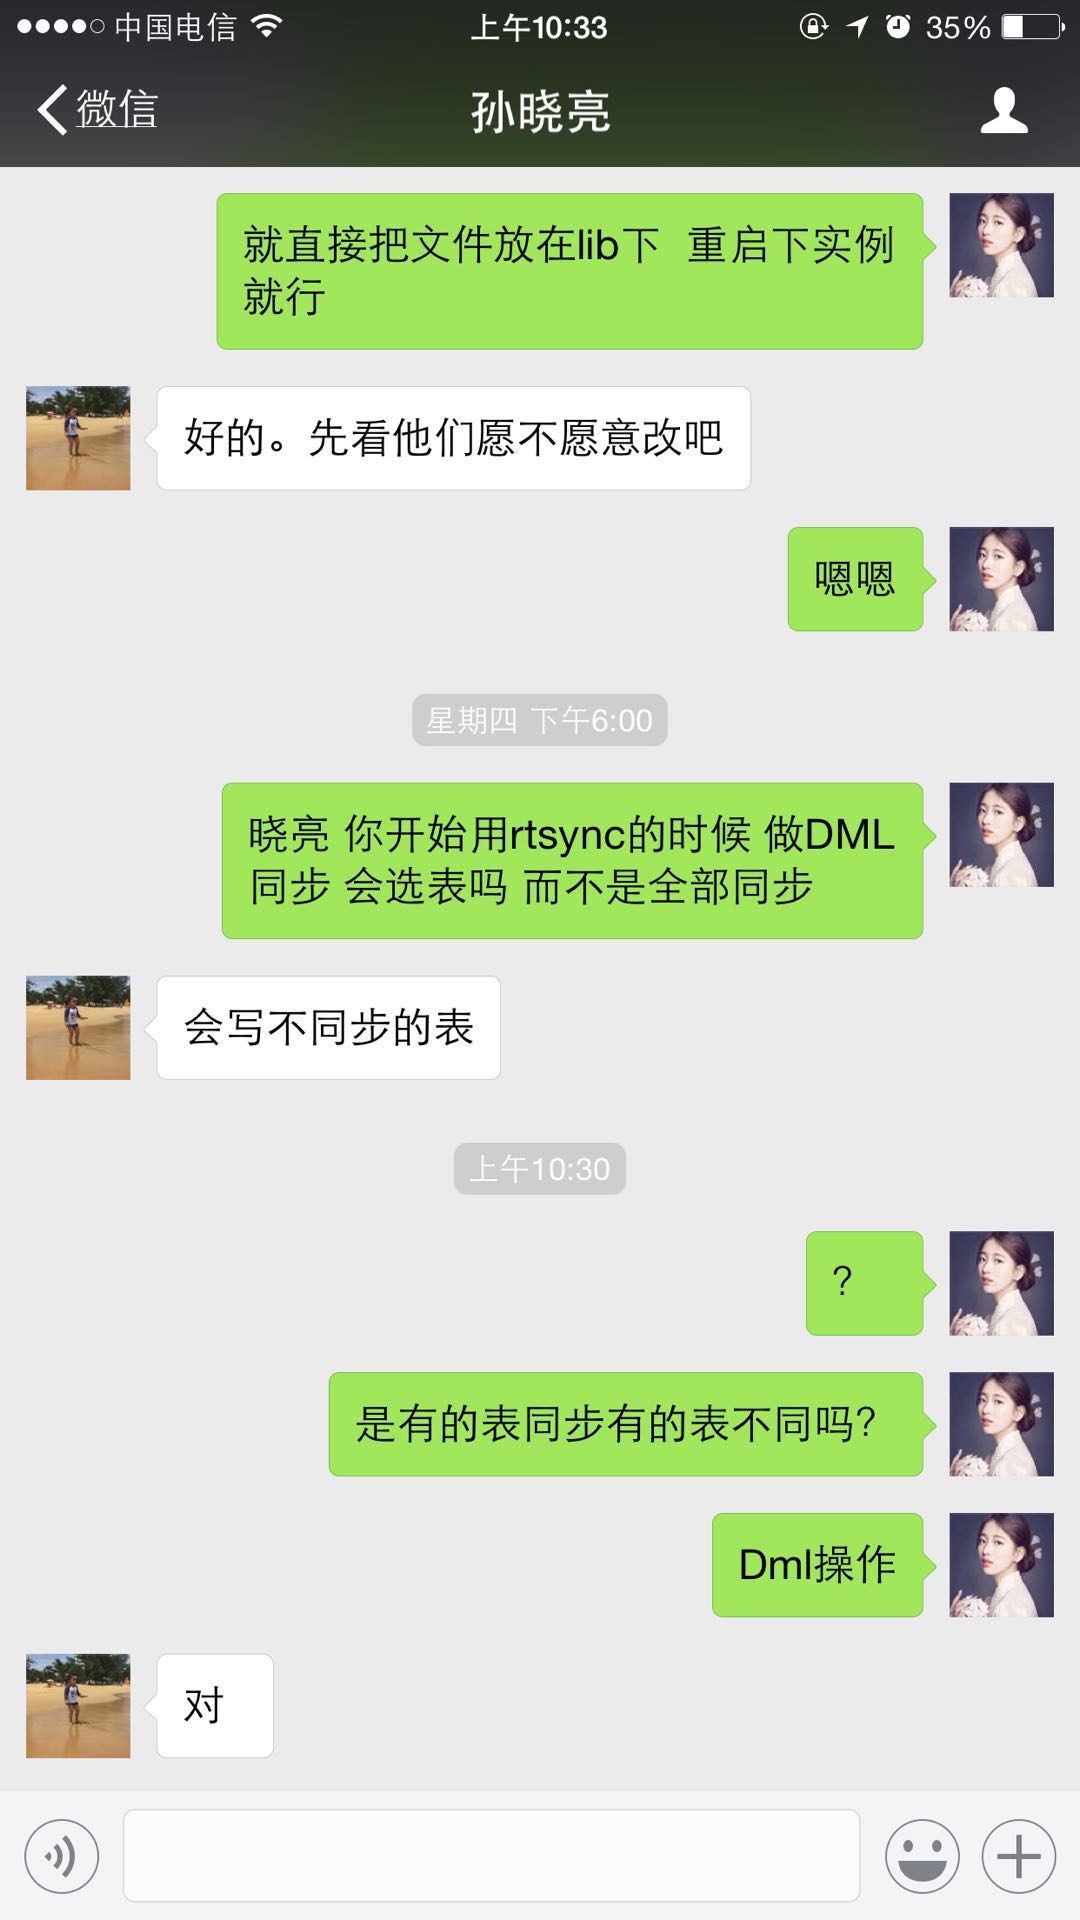 中国电信 上午10:33 35%
微信 孙晓亮
就直接把文件放在lib下 重启下实例
就行
好的。先看他们愿不愿意改吧
嗯嗯
星期四 下午6:00
晓亮 你开始用rtsync的时候 做DML
同步 会选表吗 而不是全部同步
会写不同步的表
上午10:30
？
是有的表同步有的表不同吗？
Dml操作
对